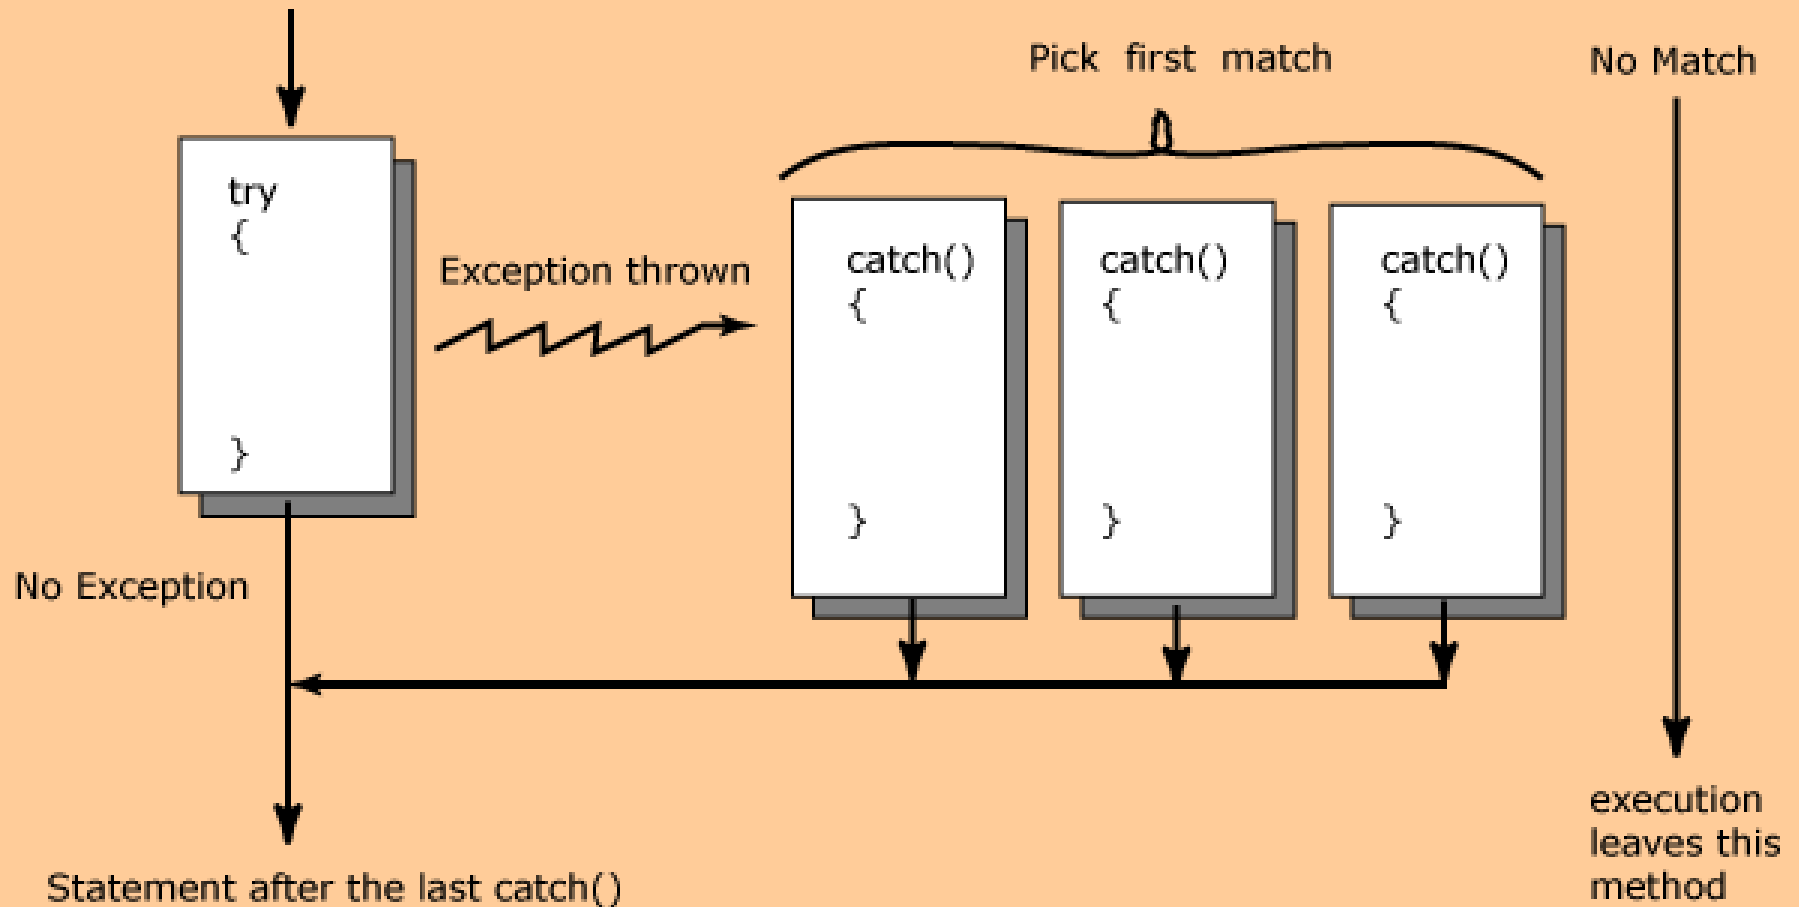 Pick first match
No Match
try
{
}
Exception thrown
catch()
{
}
catch()
{
}
catch()
{
}
No Exception
Statement after the last catch()
execution
leaves this
method